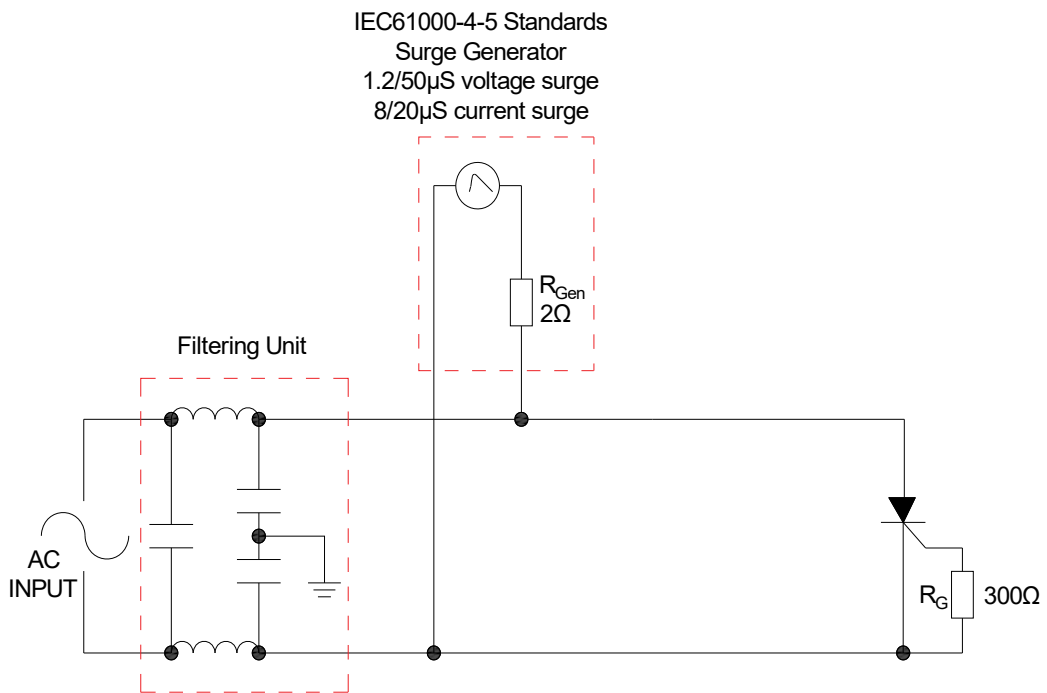 IEC61000-4-5 Standards
Surge Generator
1.2/50μS voltage surge
8/20μS current surge
RGen
2Ω
Filtering Unit
AC
INPUT
RG 300Ω